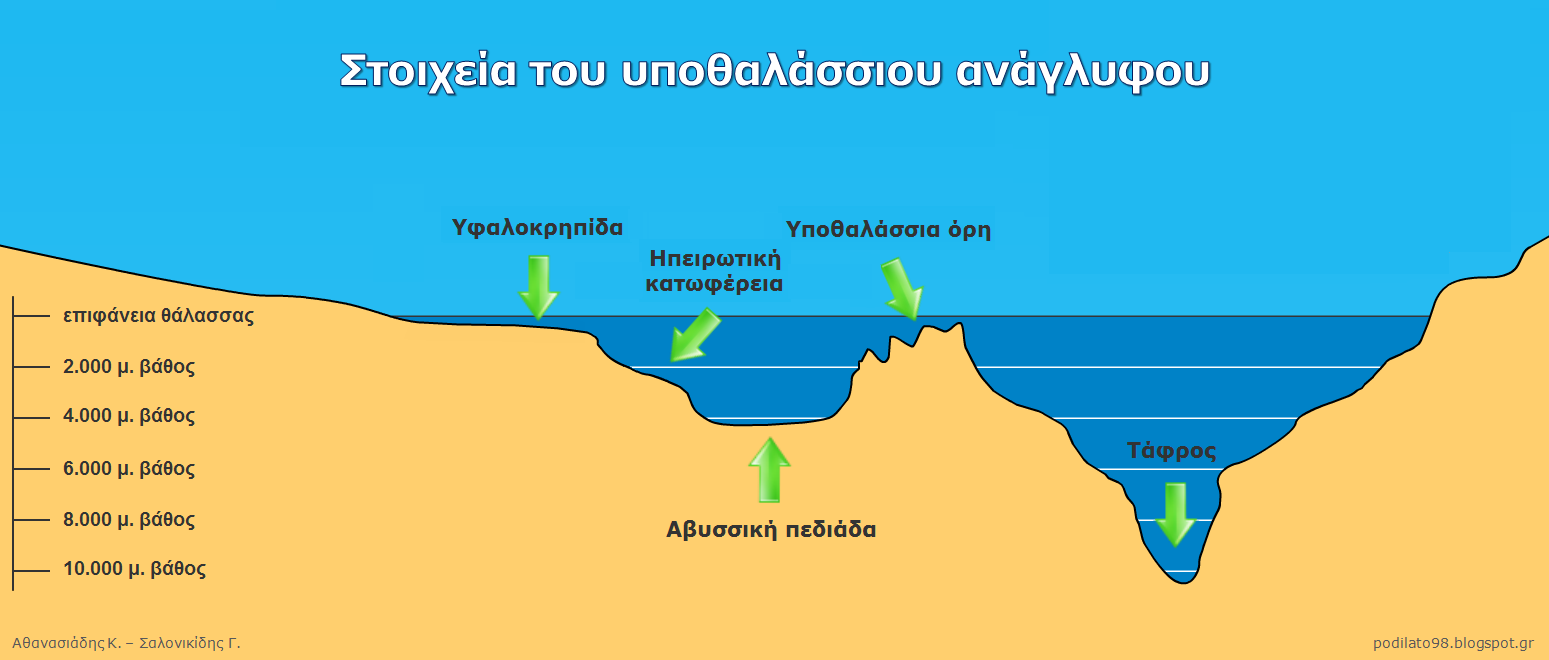 Στοιχεία του υποθαλάσσιου ανάγλυφου
Υφαλοκρηπίδα
Υποθαλάσσια όρη
Ηπειρωτική
κατωφέρεια
επιφάνεια θάλασσας
2.000 μ. βάθος
4.000 μ. βάθος
Τάφρος
6.000 μ. βάθος
8.000 μ. βάθος
Αβυσσική πεδιάδα
10.000 μ. βάθος
Αθανασιάδης Κ. – Σαλονικίδης Γ.
podilato98.blogspot.gr